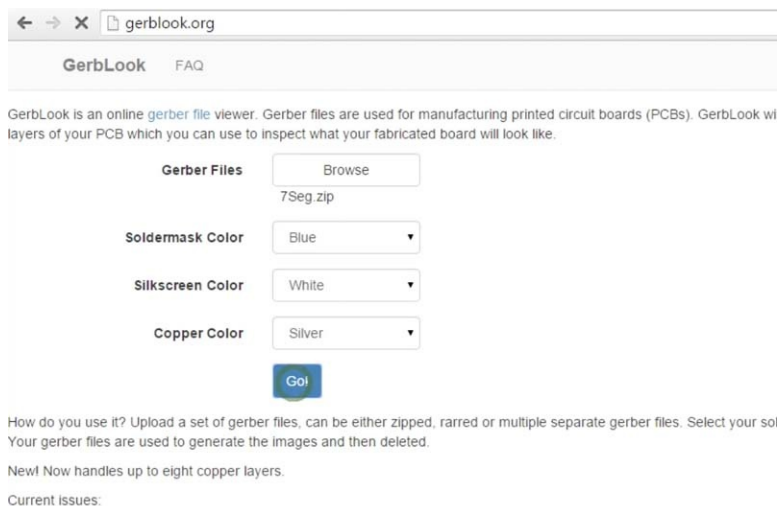 gerblook.org
GerbLook FAQ
GerbLook is an online gerber file viewer. Gerber files are used for manufacturing printed circuit boards (PCBs). GerbLook wi
layers of your PCB which you can use to inspect what your fabricated board will look like.
Gerber Files Browse
7Seg.zip
Soldermask Color Blue
Silkscreen Color White
Copper Color Silver
Go!
How do you use it? Upload a set of gerber files, can be either zipped, rarred or multiple separate gerber files. Select your sol
Your gerber files are used to generate the images and then deleted.
New! Now handles up to eight copper layers.
Current issues: